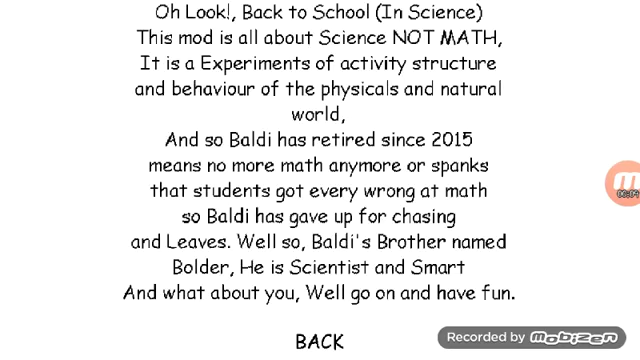 Oh Look!, Back to School (In Science)
This mod is all about Science NOT MATH,
It is a Experiments of activity structure
and behaviour of the physicals and natural
world,
And so Baldi has retired since 2015
means no more math anymore or spanks
that students got every wrong at math
so Baldi has gave up for chasing
and Leaves. Well so, Baldi's Brother named
Bolder, He is Scientist and Smart
And what about you, Well go on and have fun.
BACK
Recorded by mobizen